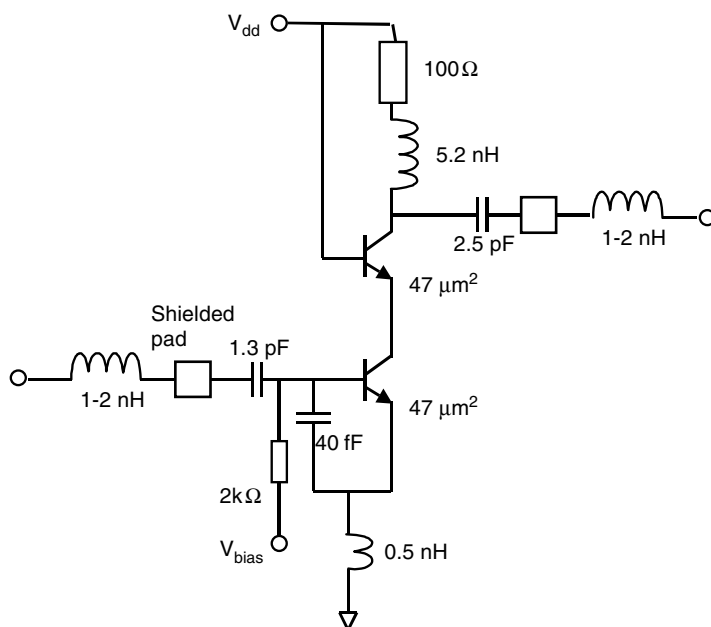 V_dd
100Ω
5.2 nH
2.5 pF
1-2 nH
47 μm²
Shielded
pad
1.3 pF
1-2 nH
47 μm²
40 fF
2kΩ
V_bias
0.5 nH